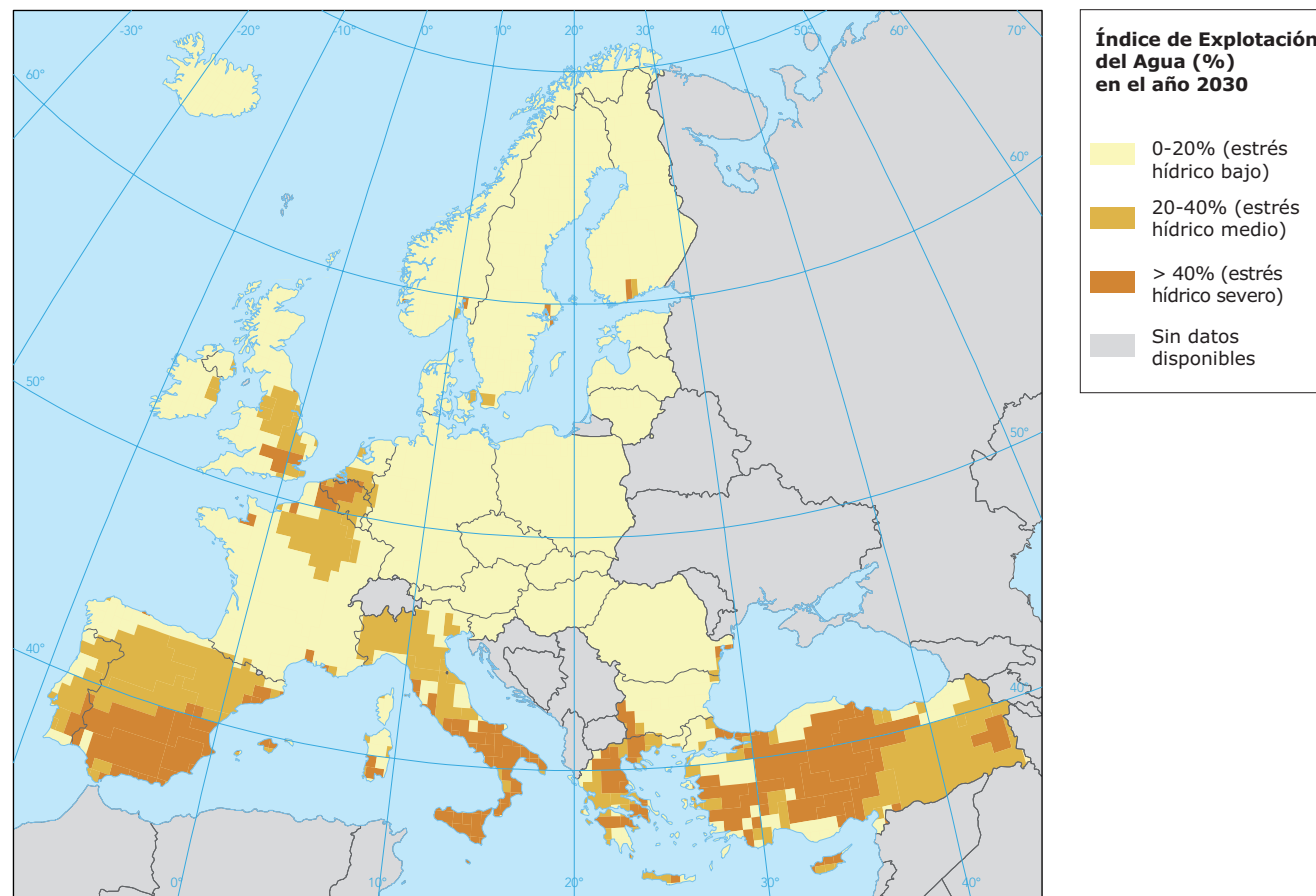 -30°
-20°
-10°
0°
10°
20°
30°
40°
50°
60°
70°
60°
60°
50°
50°
40°
40°
0°
10°
20°
30°
40°
Índice de Explotación
del Agua (%)
en el año 2030
0-20% (estrés
hídrico bajo)
20-40% (estrés
hídrico medio)
> 40% (estrés
hídrico severo)
Sin datos
disponibles